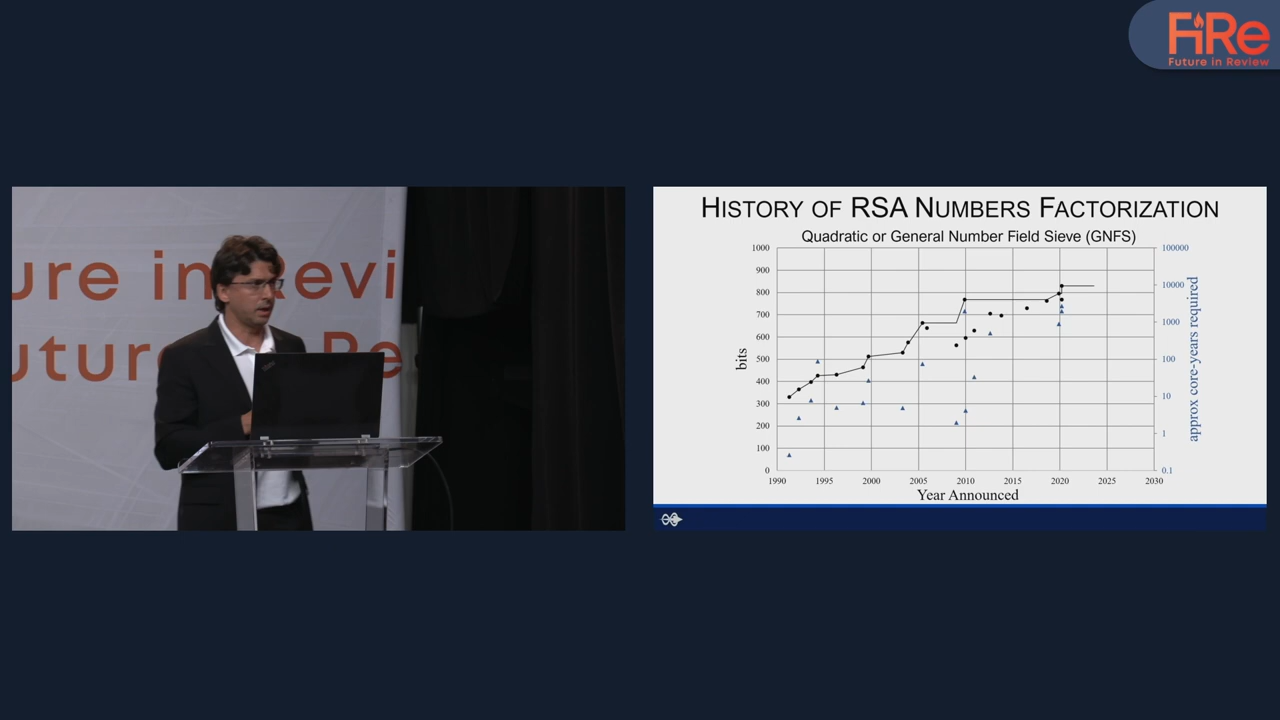 FiRe
Future in Review
ure in Revi
uture Re
HISTORY OF RSA NUMBERS FACTORIZATION
Quadratic or General Number Field Sieve (GNFS)
1000
900
800
700
600
500
400
300
200
100
0
bits
100000
10000
1000
100
10
1
0.1
approx core-years required
1990 1995 2000 2005 2010 2015 2020 2025 2030
Year Announced